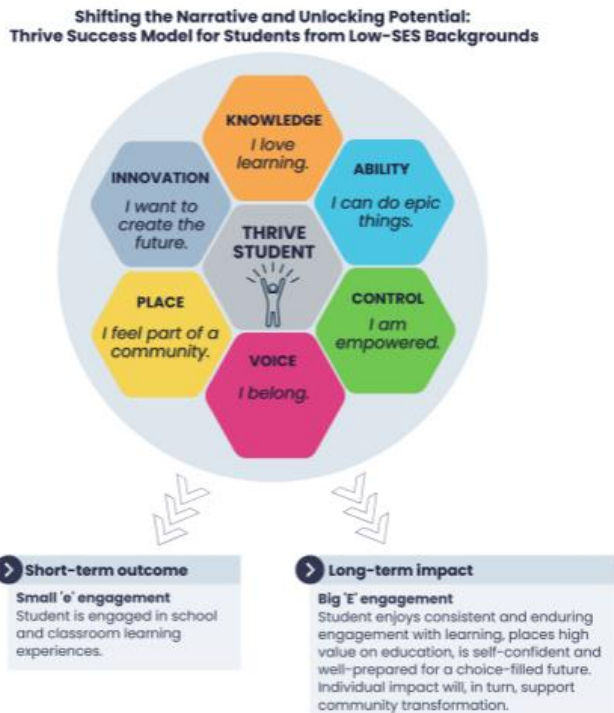 Shifting the Narrative and Unlocking Potential:
Thrive Success Model for Students from Low-SES Backgrounds
KNOWLEDGE
I love
learning.
ABILITY
I can do epic
things.
INNOVATION
I want to
create the
future.
THRIVE
STUDENT
CONTROL
I am
empowered.
PLACE
I feel part of a
community.
VOICE
I belong.
Short-term outcome
Small 'e' engagement
Student is engaged in school
and classroom learning
experiences.
Long-term impact
Big 'E' engagement
Student enjoys consistent and enduring
engagement with learning, places high
value on education, is self-confident and
well-prepared for a choice-filled future.
Individual impact will, in turn, support
community transformation.